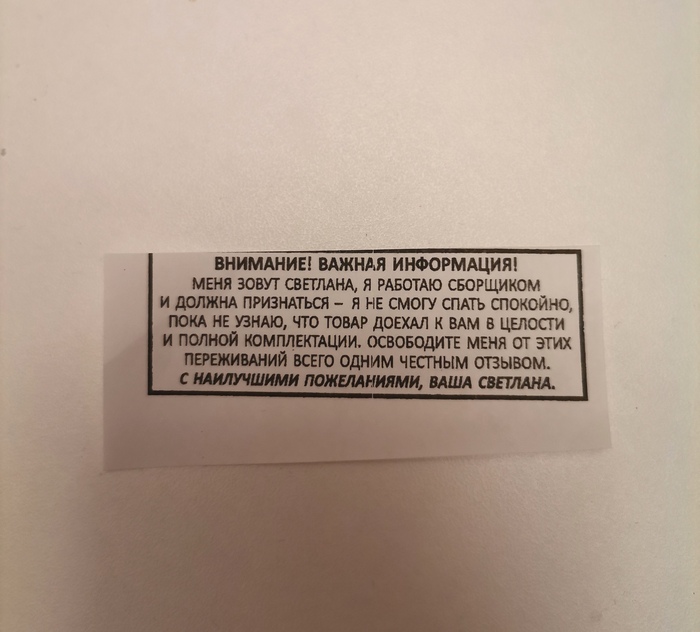 ВНИМАНИЕ! ВАЖНАЯ ИНФОРМАЦИЯ!
МЕНЯ ЗОВУТ СВЕТЛАНА, Я РАБОТАЮ СБОРЩИКОМ
И ДОЛЖНА ПРИЗНАТЬСЯ – Я НЕ СМОГУ СПАТЬ СПОКОЙНО,
ПОКА НЕ УЗНАЮ, ЧТО ТОВАР ДОЕХАЛ К ВАМ В ЦЕЛОСТИ
И ПОЛНОЙ КОМПЛЕКТАЦИИ. ОСВОБОДИТЕ МЕНЯ ОТ ЭТИХ
ПЕРЕЖИВАНИЙ ВСЕГО ОДНИМ ЧЕСТНЫМ ОТЗЫВОМ.
С НАИЛУЧШИМИ ПОЖЕЛАНИЯМИ, ВАША СВЕТЛАНА.